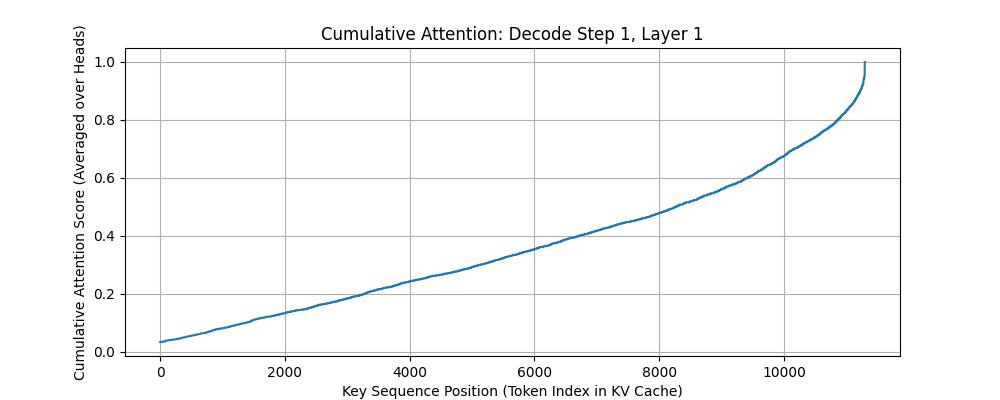 Cumulative Attention: Decode Step 1, Layer 1
Cumulative Attention Score (Averaged over Heads)
1.0
0.8
0.6
0.4
0.2
0.0
0 2000 4000 6000 8000 10000
Key Sequence Position (Token Index in KV Cache)